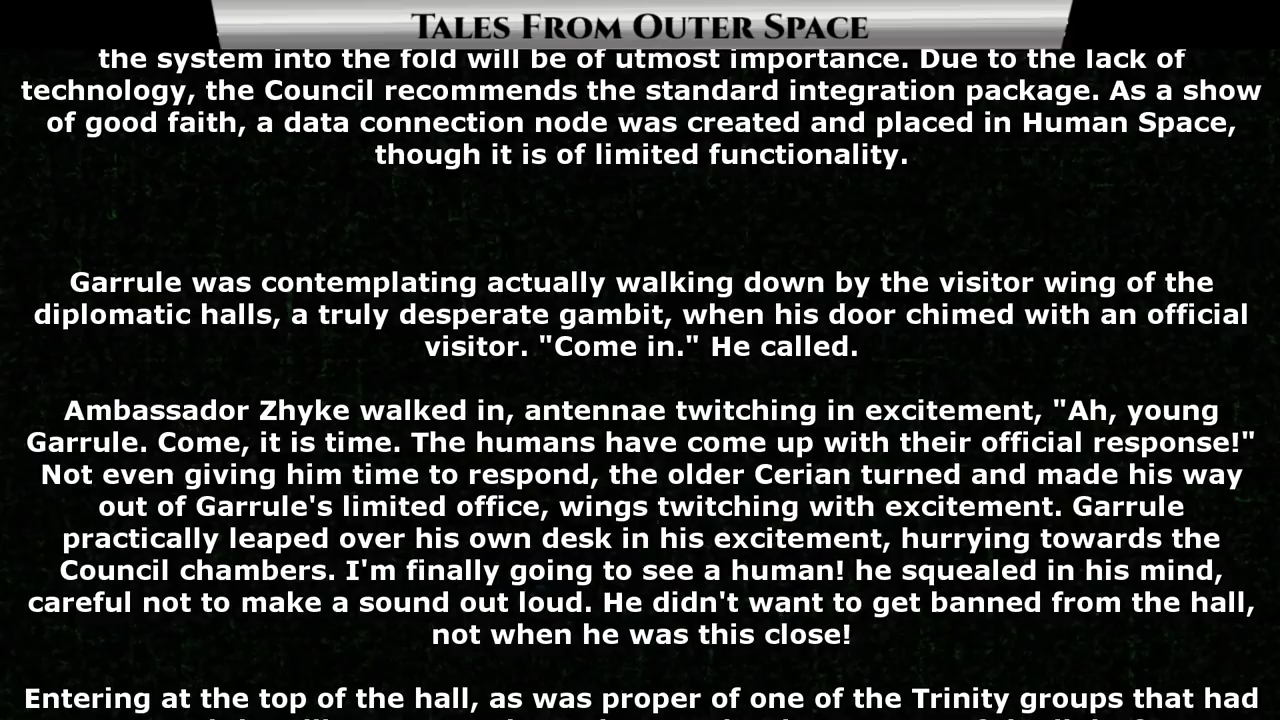 Tales From Outer Space
the system into the fold will be of utmost importance. Due to the lack of
technology, the Council recommends the standard integration package. As a show
of good faith, a data connection node was created and placed in Human Space,
though it is of limited functionality.
Garrule was contemplating actually walking down by the visitor wing of the
diplomatic halls, a truly desperate gambit, when his door chimed with an official
visitor. "Come in." He called.
Ambassador Zhyke walked in, antennae twitching in excitement, "Ah, young
Garrule. Come, it is time. The humans have come up with their official response!"
Not even giving him time to respond, the older Cerian turned and made his way
out of Garrule's limited office, wings twitching with excitement. Garrule
practically leaped over his own desk in his excitement, hurrying towards the
Council chambers. I'm finally going to see a human! he squealed in his mind,
careful not to make a sound out loud. He didn't want to get banned from the hall,
not when he was this close!
Entering at the top of the hall, as was proper of one of the Trinity groups that had